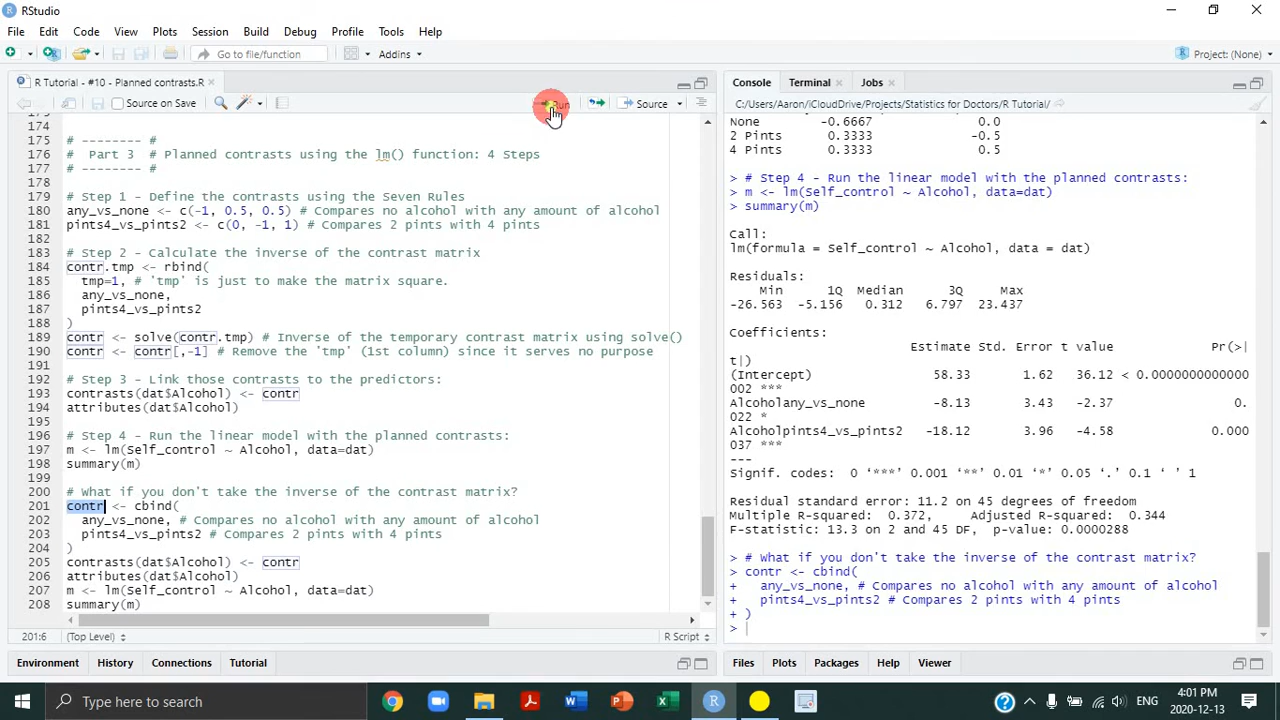 RStudio
File Edit Code View Plots Session Build Debug Profile Tools Help
Go to file/function Addins Project: (None)
R Tutorial - #10 - Planned contrasts.R
Source on Save Run Source
174
175 # -------- #
176 #  Part 3  # Planned contrasts using the lm() function: 4 Steps
177 # -------- #
178
179 # Step 1 - Define the contrasts using the Seven Rules
180 any_vs_none <- c(-1, 0.5, 0.5) # Compares no alcohol with any amount of alcohol
181 pints4_vs_pints2 <- c(0, -1, 1) # Compares 2 pints with 4 pints
182
183 # Step 2 - Calculate the inverse of the contrast matrix
184 contr.tmp <- rbind(
185 tmp=1, # 'tmp' is just to make the matrix square.
186 any_vs_none,
187 pints4_vs_pints2
188 )
189 contr <- solve(contr.tmp) # Inverse of the temporary contrast matrix using solve()
190 contr <- contr[,-1] # Remove the 'tmp' (1st column) since it serves no purpose
191
192 # Step 3 - Link those contrasts to the predictors:
193 contrasts(dat$Alcohol) <- contr
194 attributes(dat$Alcohol)
195
196 # Step 4 - Run the linear model with the planned contrasts:
197 m <- lm(Self_control ~ Alcohol, data=dat)
198 summary(m)
199
200 # What if you don't take the inverse of the contrast matrix?
201 contr <- cbind(
202 any_vs_none, # Compares no alcohol with any amount of alcohol
203 pints4_vs_pints2 # Compares 2 pints with 4 pints
204 )
205 contrasts(dat$Alcohol) <- contr
206 attributes(dat$Alcohol)
207 m <- lm(Self_control ~ Alcohol, data=dat)
208 summary(m)
201:6 (Top Level) R Script
Environment History Connections Tutorial
Console Terminal Jobs
C:/Users/Aaron/iCloudDrive/Projects/Statistics for Doctors/R Tutorial/
None -0.6667 0.0
2 Pints 0.3333 -0.5
4 Pints 0.3333 0.5
> # Step 4 - Run the linear model with the planned contrasts:
> m <- lm(Self_control ~ Alcohol, data=dat)
> summary(m)
Call:
lm(formula = Self_control ~ Alcohol, data = dat)
Residuals:
Min 1Q Median 3Q Max
-26.563 -5.156 0.312 6.797 23.437
Coefficients:
Estimate Std. Error t value Pr(>|
t|)
(Intercept) 58.33 1.62 36.12 < 0.0000000000000
002 ***
Alcoholany_vs_none -8.13 3.43 -2.37 0.
022 *
Alcoholpints4_vs_pints2 -18.12 3.96 -4.58 0.000
037 ***
---
Signif. codes: 0 ‘***’ 0.001 ‘**’ 0.01 ‘*’ 0.05 ‘.’ 0.1 ‘ ’ 1
Residual standard error: 11.2 on 45 degrees of freedom
Multiple R-squared: 0.372, Adjusted R-squared: 0.344
F-statistic: 13.3 on 2 and 45 DF, p-value: 0.0000288
> # What if you don't take the inverse of the contrast matrix?
> contr <- cbind(
+ any_vs_none, # Compares no alcohol with any amount of alcohol
+ pints4_vs_pints2 # Compares 2 pints with 4 pints
+ )
>
Files Plots Packages Help Viewer
Type here to search
ENG
4:01 PM
2020-12-13